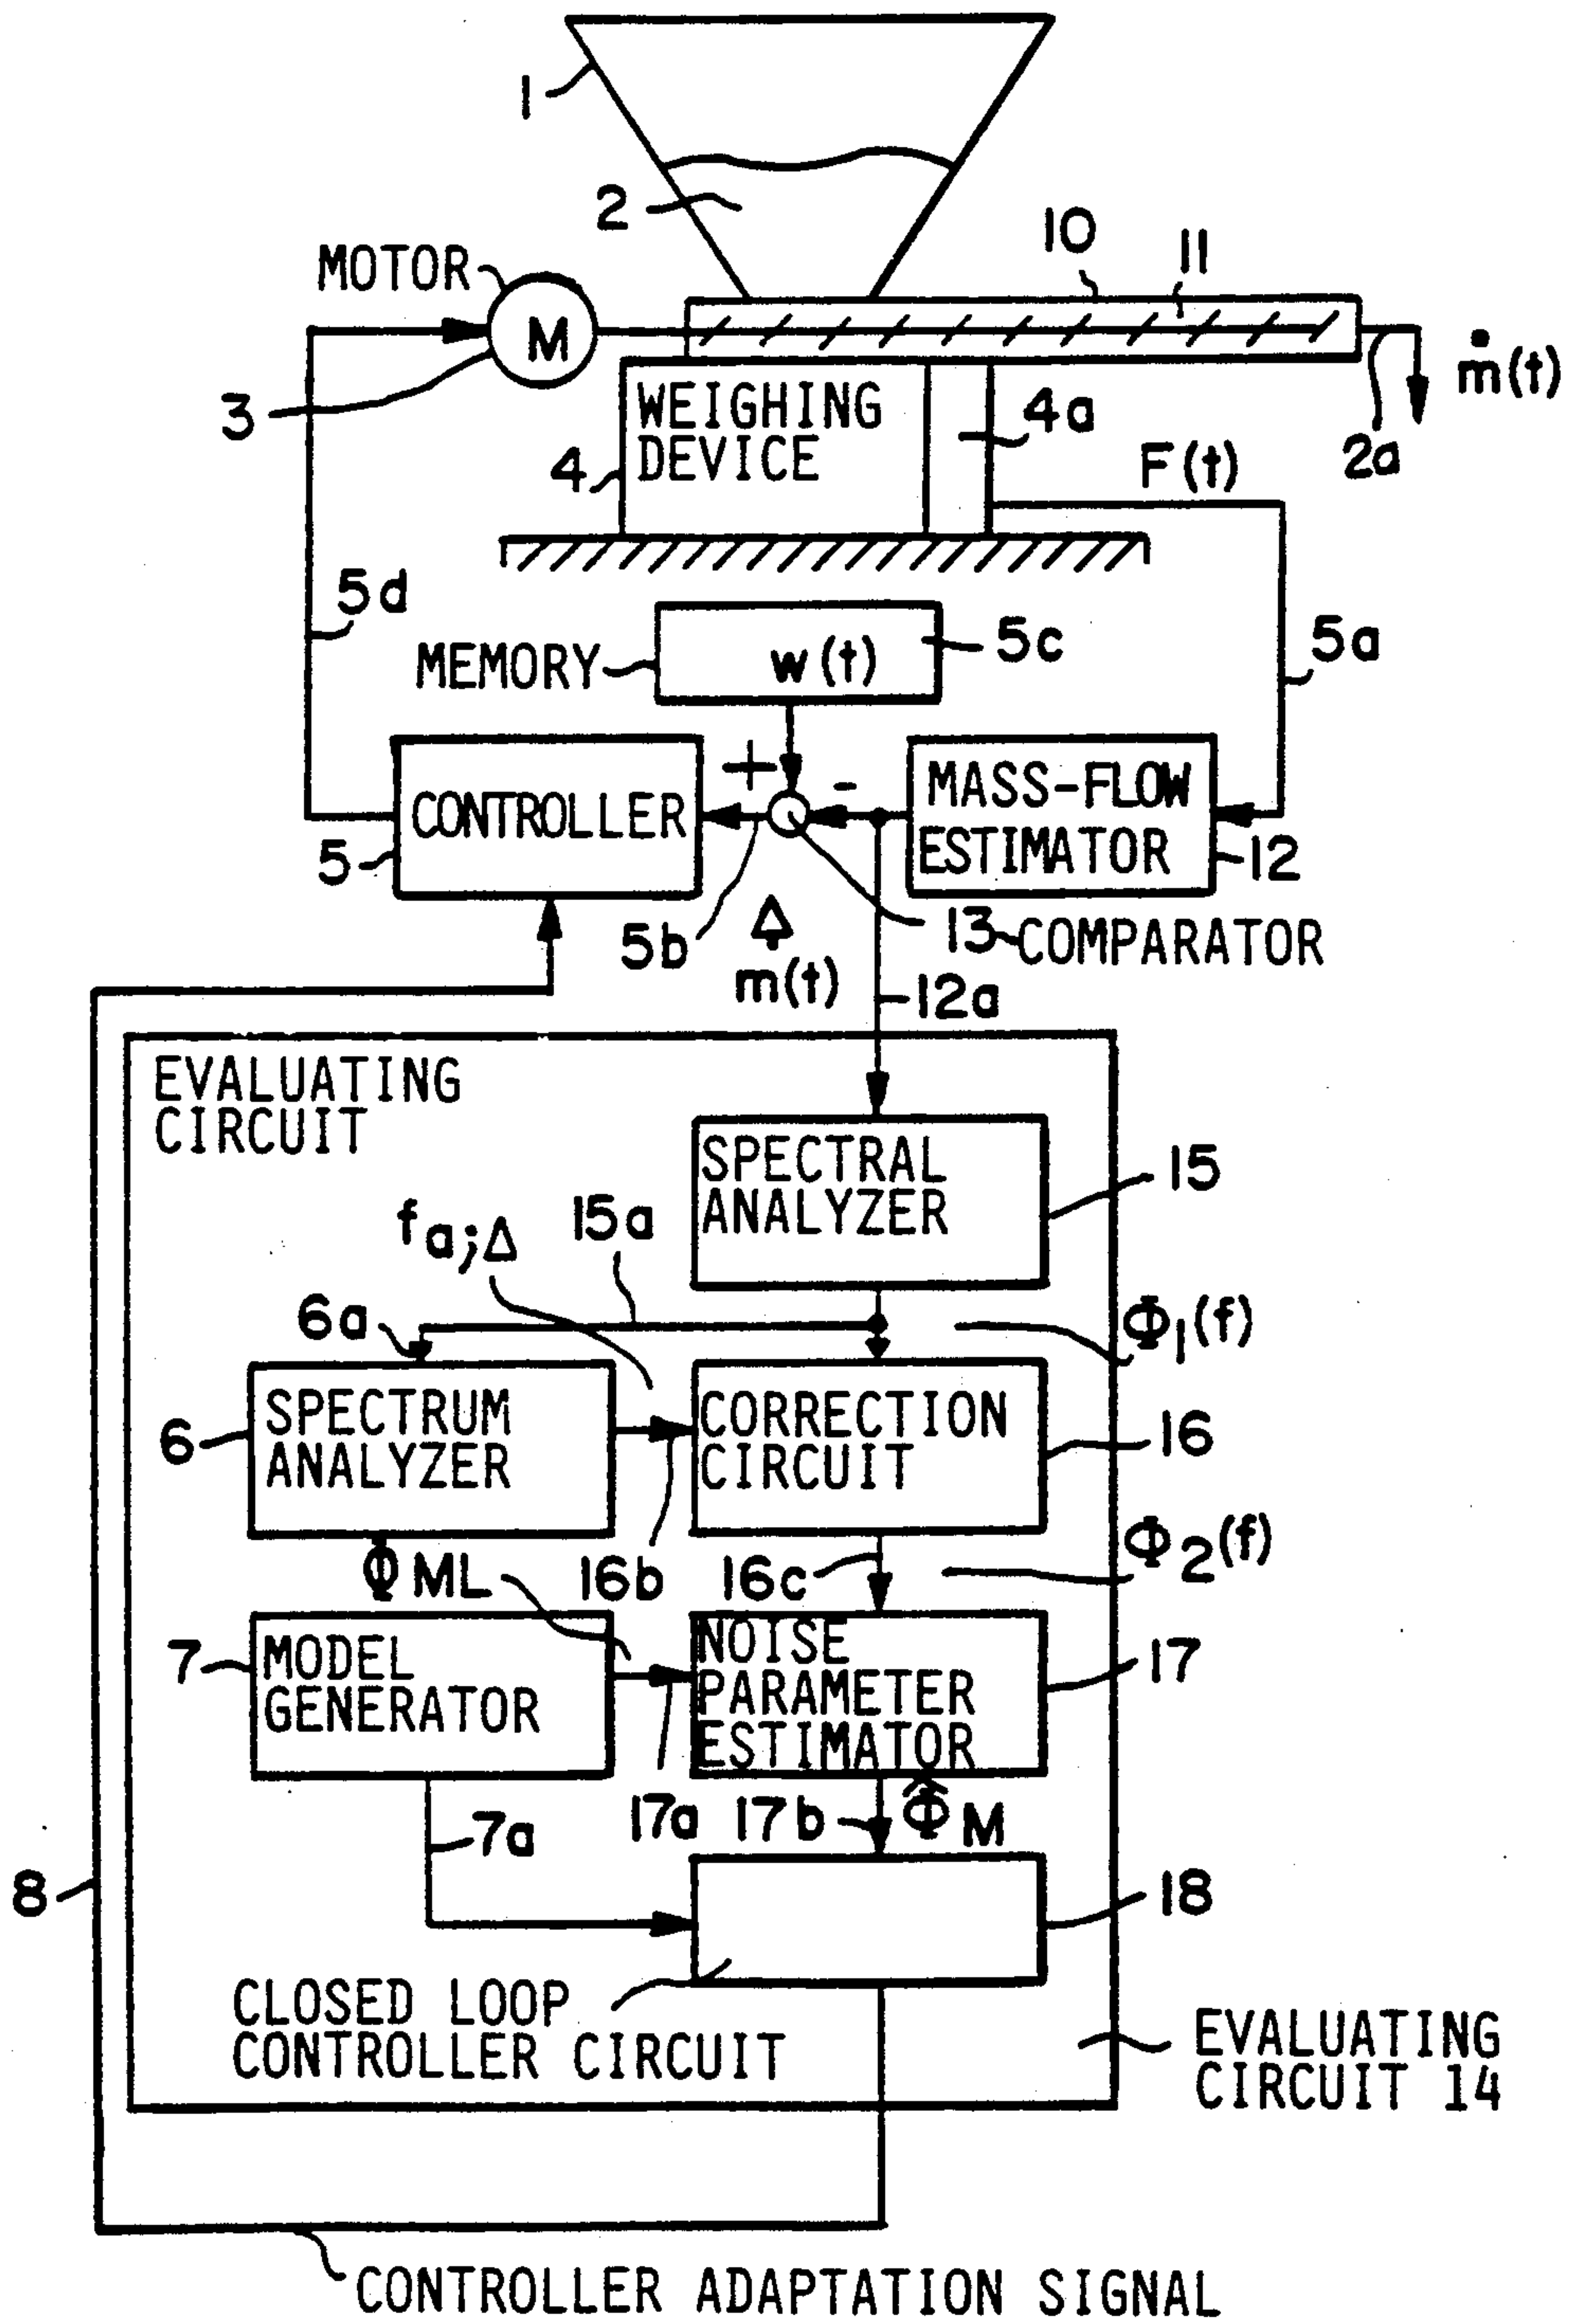 1
2
10
11
MOTOR
M
ṁ(t)
3
WEIGHING
DEVICE
4a
4
F(t)
2a
5d
MEMORY
w(t)
5c
5a
+
-
CONTROLLER
MASS-FLOW
ESTIMATOR
5
12
5b
13
COMPARATOR
m(t)
12a
EVALUATING
CIRCUIT
SPECTRAL
ANALYZER
15
fa;Δ
15a
6a
Φ1(f)
SPECTRUM
ANALYZER
CORRECTION
CIRCUIT
6
16
Φ2(f)
Φ ML
16b
16c
MODEL
GENERATOR
NOISE
PARAMETER
ESTIMATOR
7
17
17a
17b
Φ̂ M
7a
8
18
CLOSED LOOP
CONTROLLER CIRCUIT
EVALUATING
CIRCUIT 14
CONTROLLER ADAPTATION SIGNAL